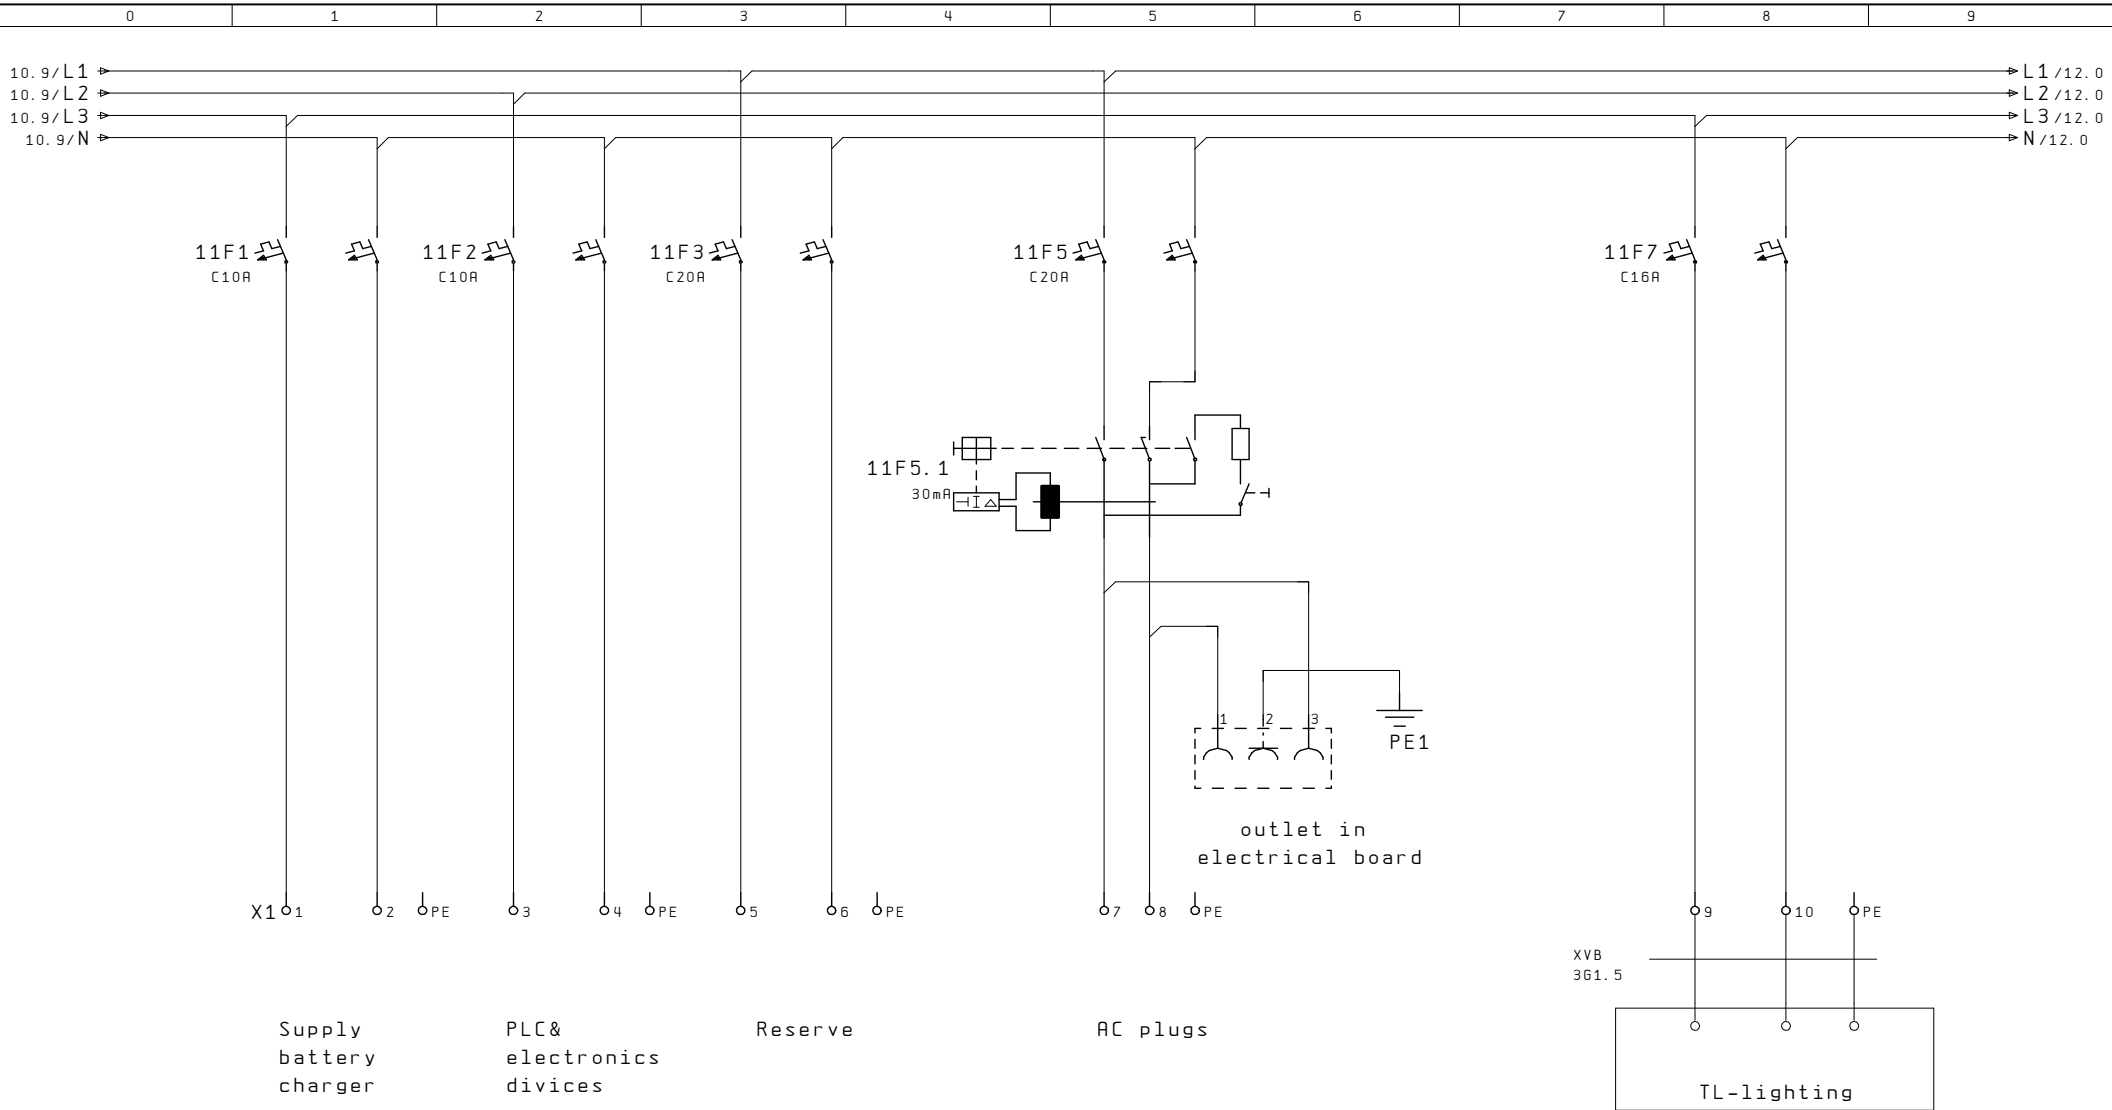 0 1 2 3 4 5 6 7 8 9
10.9/L1 L1/12.0
10.9/L2 L2/12.0
10.9/L3 L3/12.0
10.9/N N/12.0
11F1 11F2 11F3 11F5 11F7
C10A C10A C20A C20A C16A
11F5.1
30mA
I
1 2 3
PE1
outlet in
electrical board
X1 1 2 PE 3 4 PE 5 6 PE 7 8 PE 9 10 PE
XVB
3G1.5
Supply
battery
charger
PLC&
electronics
divices
Reserve
AC plugs
TL-lighting